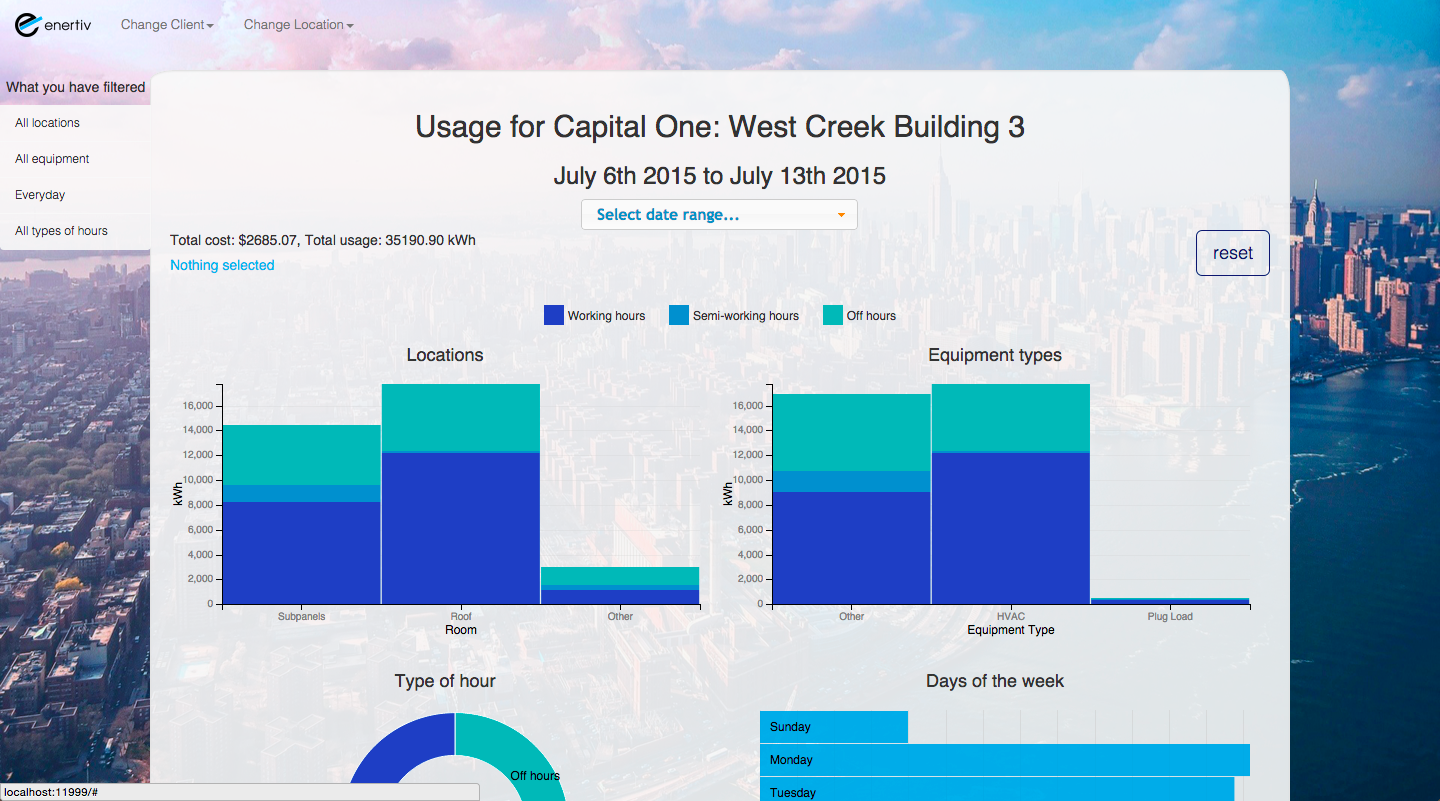 enertiv
Change Client
Change Location
What you have filtered
All locations
All equipment
Everyday
All types of hours
Usage for Capital One: West Creek Building 3
July 6th 2015 to July 13th 2015
Select date range...
Total cost: $2685.07, Total usage: 35190.90 kWh
Nothing selected
reset
Working hours
Semi-working hours
Off hours
Locations
16,000
14,000
12,000
10,000
8,000
6,000
4,000
2,000
0
kWh
Subpanels
Roof
Other
Room
Equipment types
16,000
14,000
12,000
10,000
8,000
6,000
4,000
2,000
0
kWh
Other
HVAC
Plug Load
Equipment Type
Type of hour
Off hours
Days of the week
Sunday
Monday
Tuesday
localhost:11999/#